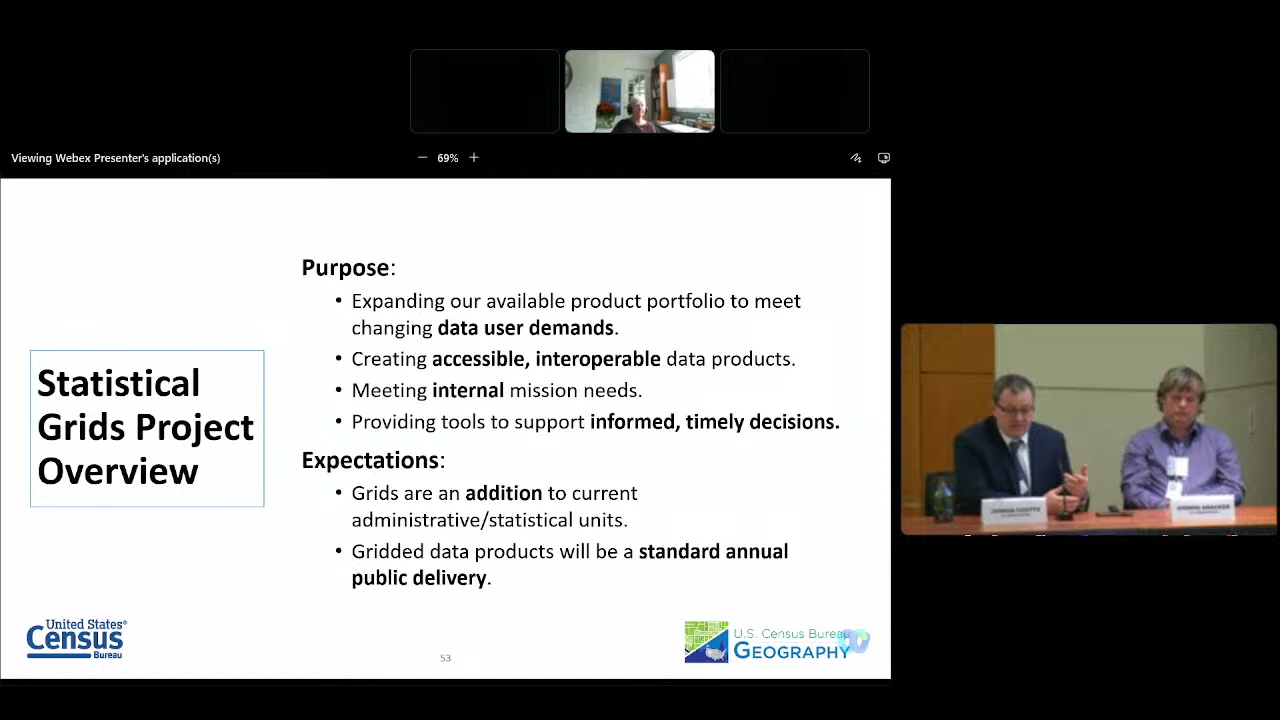 Viewing Webex Presenter's application(s)
69%
Statistical
Grids Project
Overview
Purpose:
• Expanding our available product portfolio to meet
changing data user demands.
• Creating accessible, interoperable data products.
• Meeting internal mission needs.
• Providing tools to support informed, timely decisions.
Expectations:
• Grids are an addition to current
administrative/statistical units.
• Gridded data products will be a standard annual
public delivery.
United States®
Census
Bureau
53
U.S. Census Bureau
GEOGRAPHY